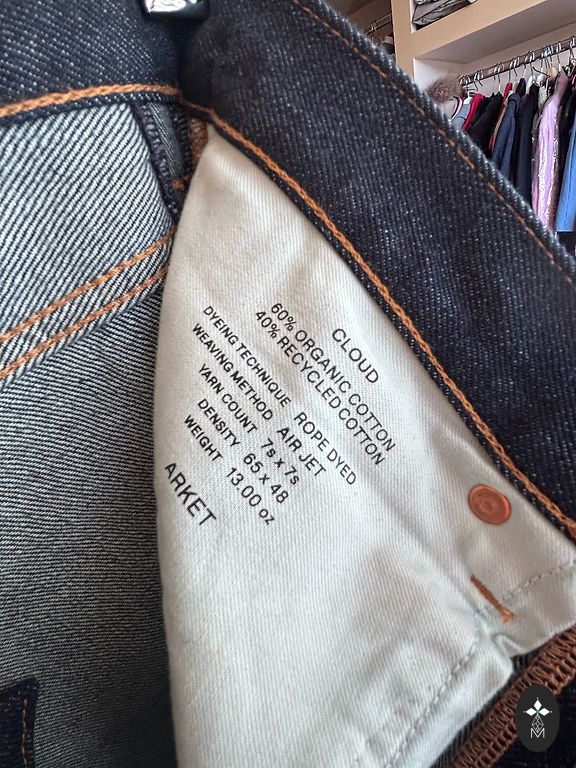 CLOUD
60% ORGANIC COTTON
40% RECYCLED COTTON
DYEING TECHNIQUE ROPE DYED
WEAVING METHOD AIR JET
YARN COUNT 7s x 7s
DENSITY 65 x 48
WEIGHT 13.00 oz
ARKET
M